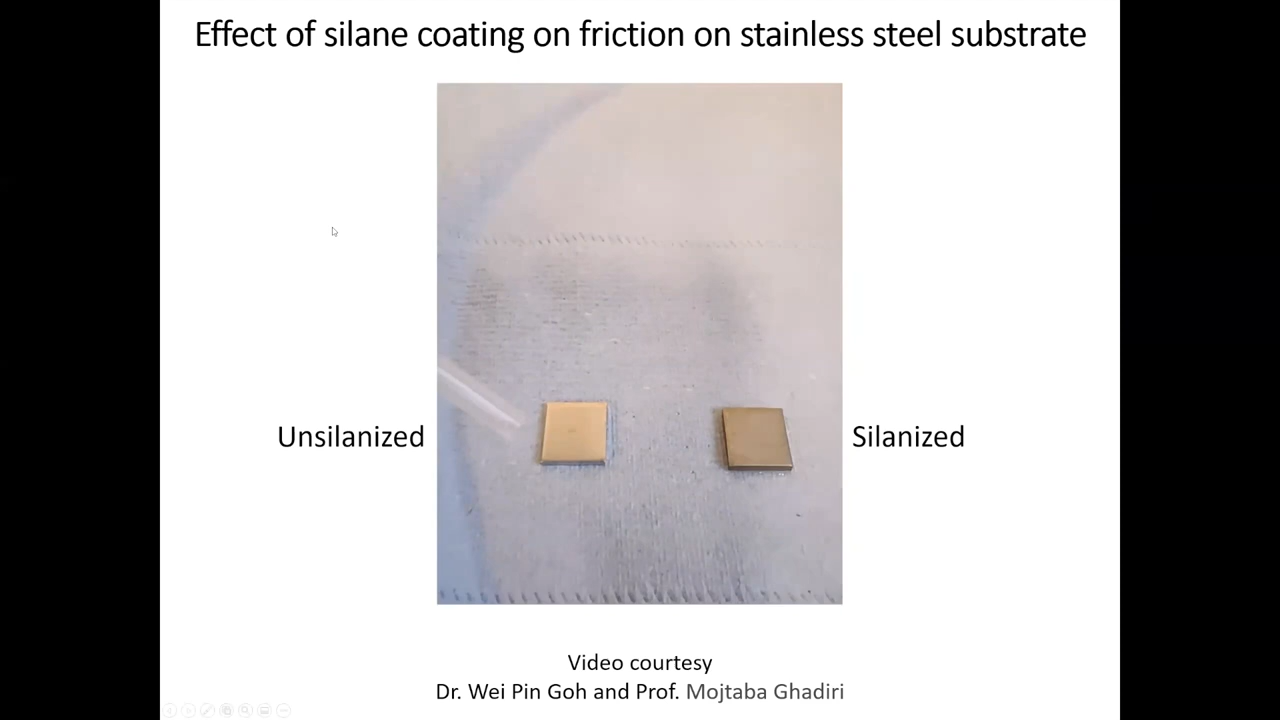 Effect of silane coating on friction on stainless steel substrate
Unsilanized
Silanized
Video courtesy
Dr. Wei Pin Goh and Prof. Mojtaba Ghadiri